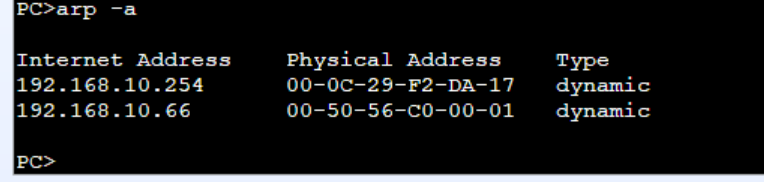 PC>arp -a
Internet Address Physical Address Type
192.168.10.254 00-0C-29-F2-DA-17 dynamic
192.168.10.66 00-50-56-C0-00-01 dynamic
PC>